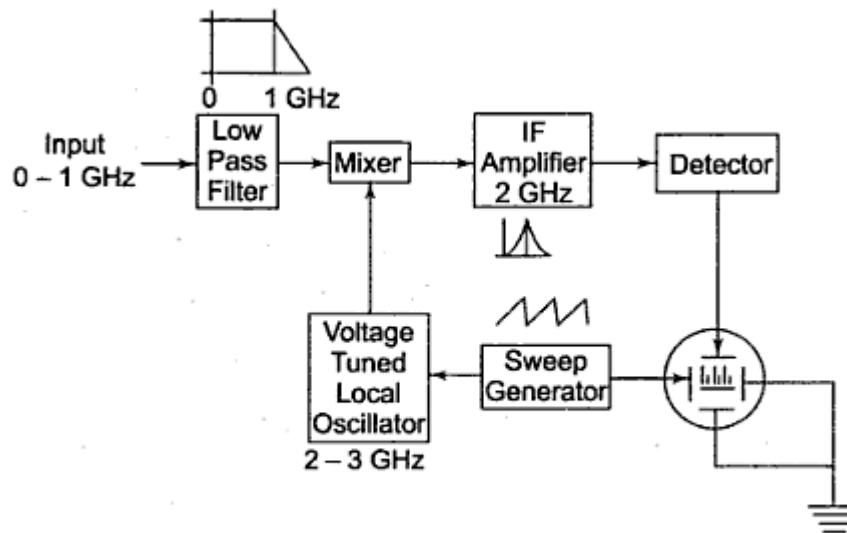 0
1 GHz
Input
0 – 1 GHz
Low
Pass
Filter
Mixer
IF
Amplifier
2 GHz
Detector
Voltage
Tuned
Local
Oscillator
2 – 3 GHz
Sweep
Generator